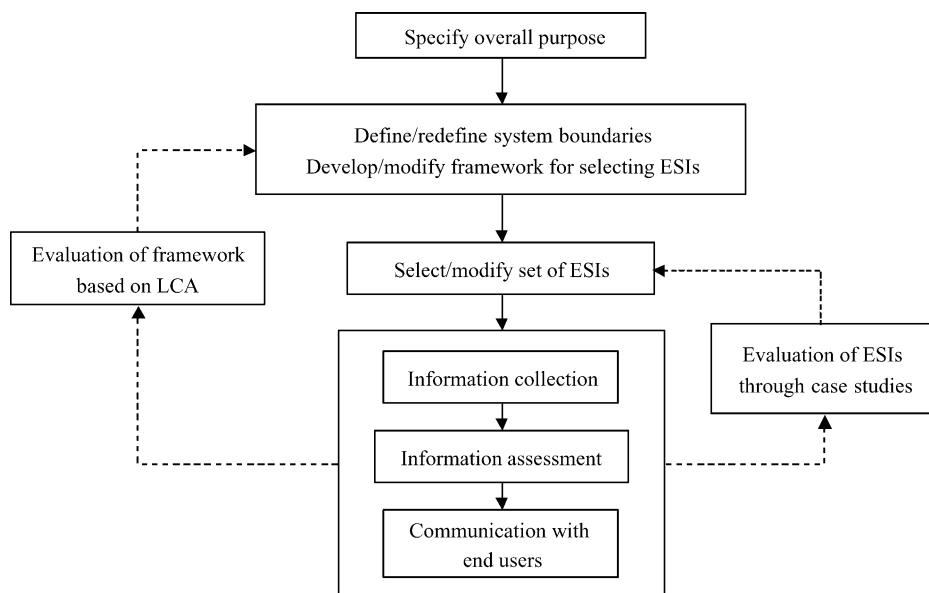 Specify overall purpose
Define/redefine system boundaries
Develop/modify framework for selecting ESIs
Evaluation of framework
based on LCA
Select/modify set of ESIs
Evaluation of ESIs
through case studies
Information collection
Information assessment
Communication with
end users